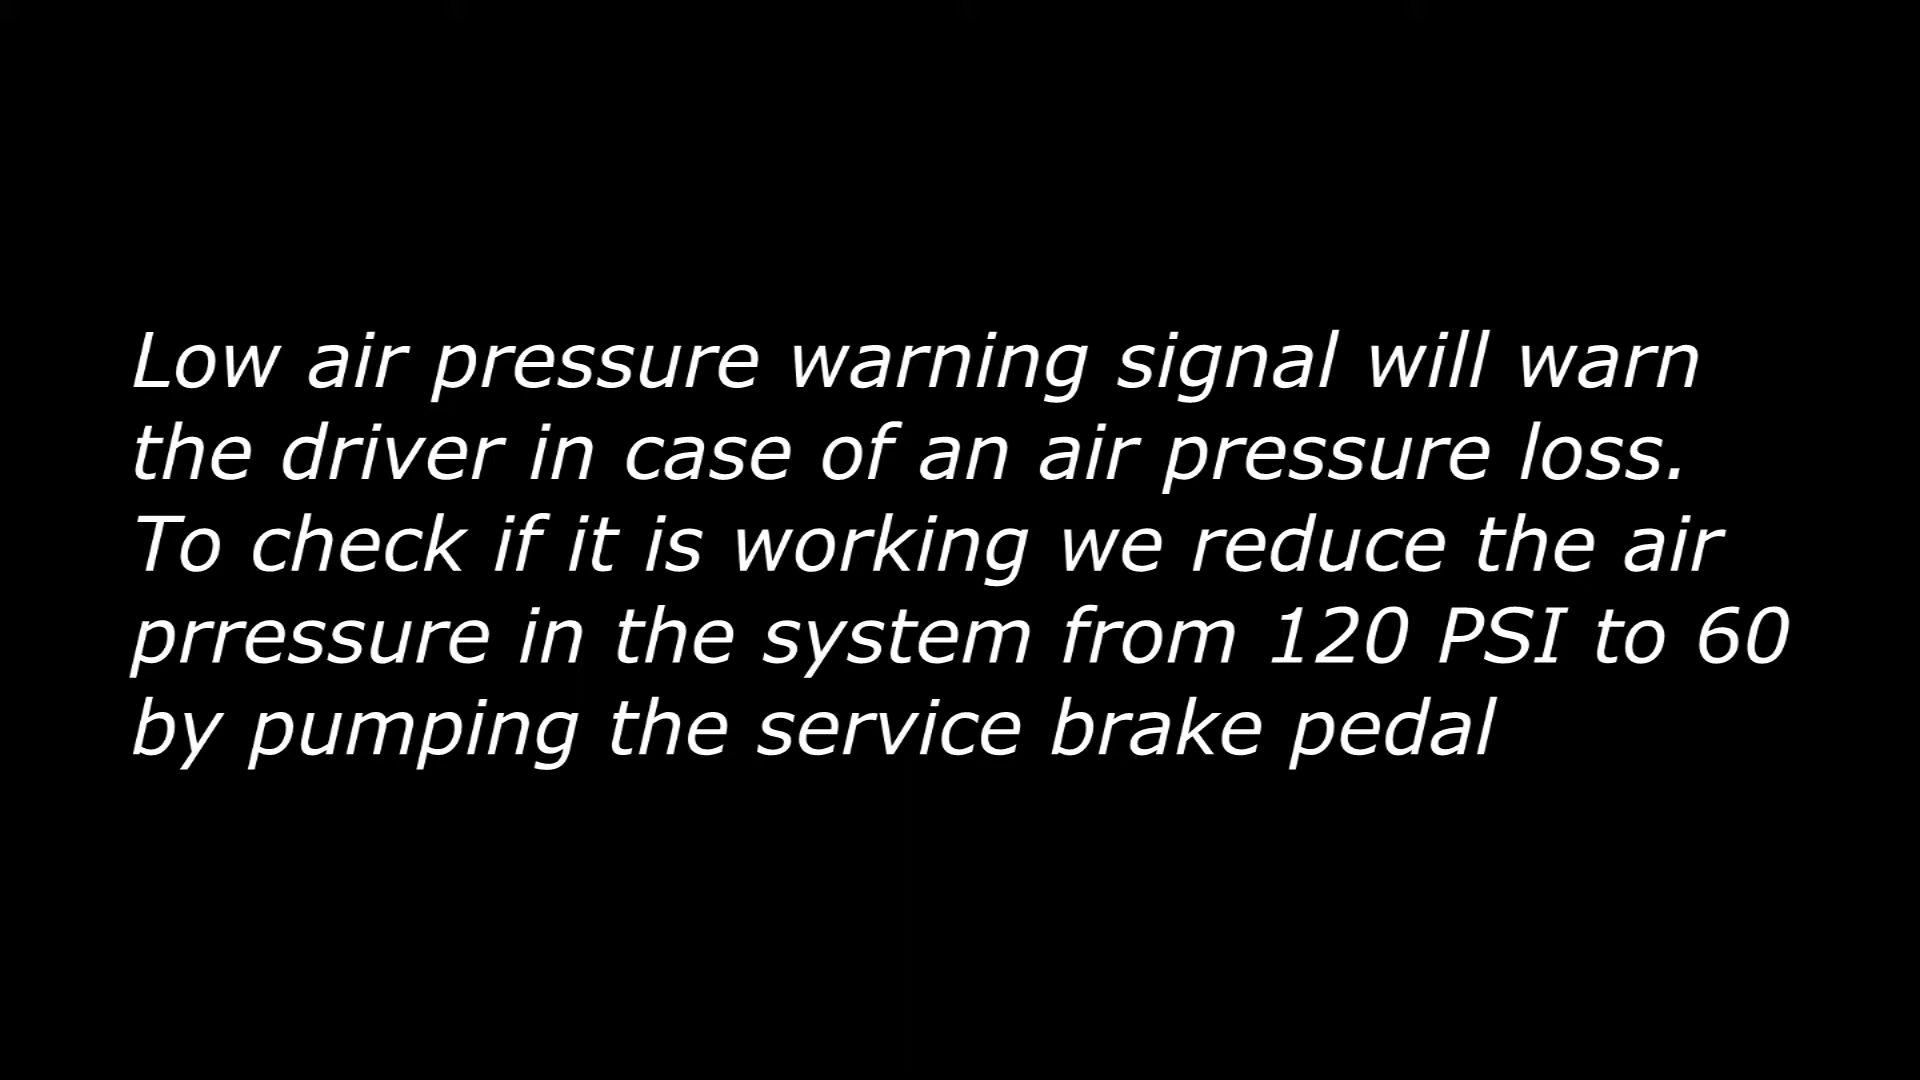 Low air pressure warning signal will warn
the driver in case of an air pressure loss.
To check if it is working we reduce the air
prressure in the system from 120 PSI to 60
by pumping the service brake pedal